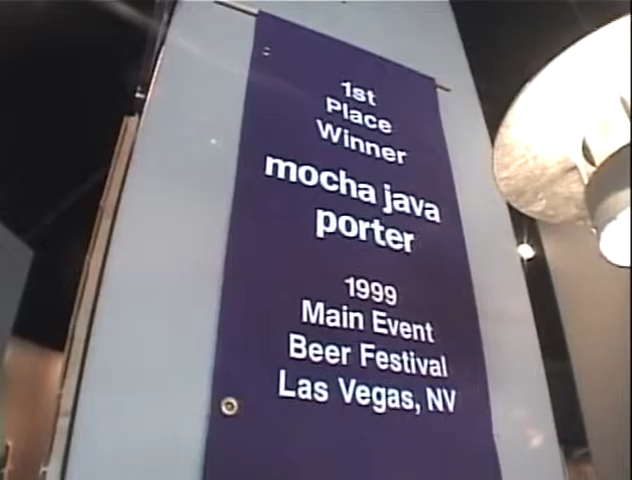 1st
Place
Winner
mocha java
porter
1999
Main Event
Beer Festival
Las Vegas, NV